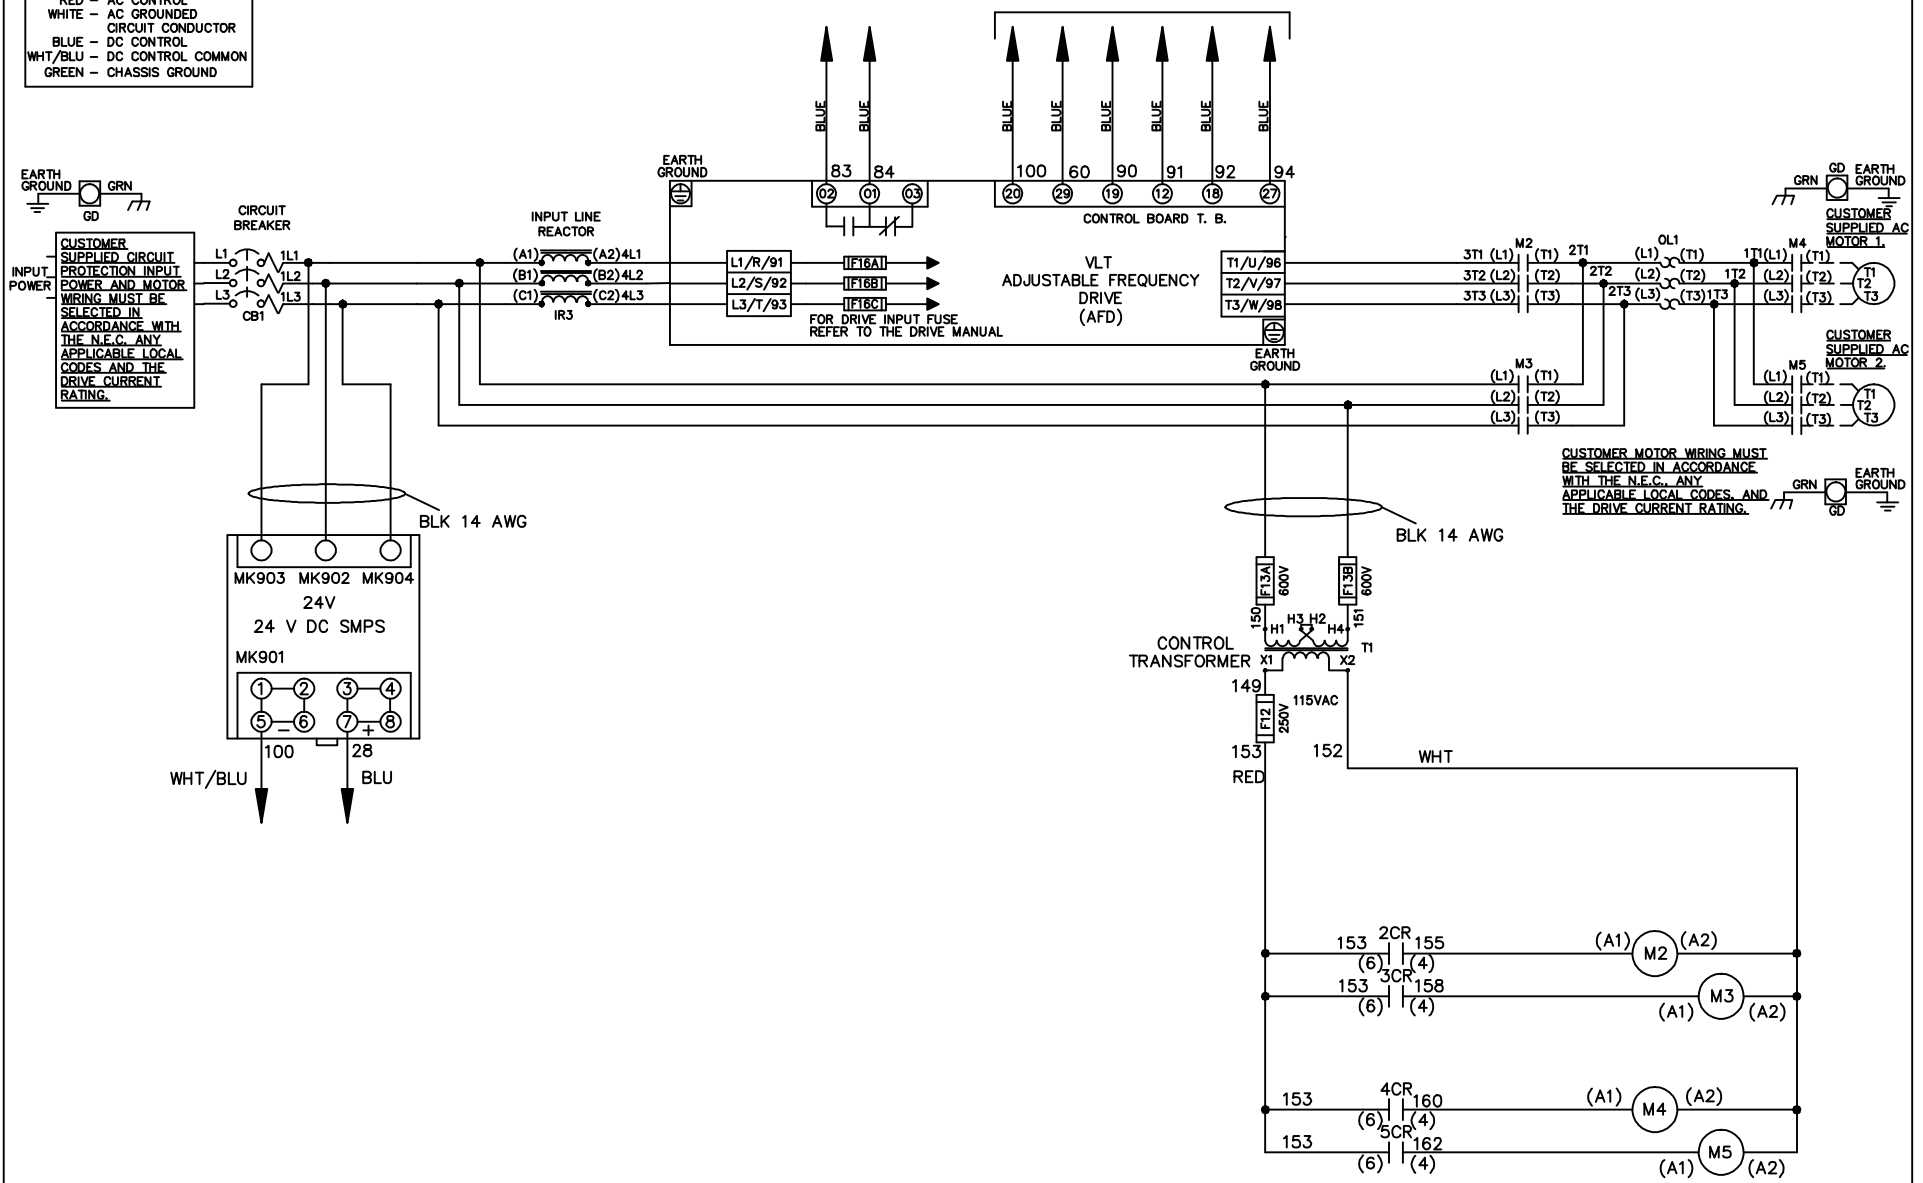 RED - AC CONTROL
WHITE - AC GROUNDED
CIRCUIT CONDUCTOR
BLUE - DC CONTROL
WHT/BLU - DC CONTROL COMMON
GREEN - CHASSIS GROUND
BLUE
BLUE
BLUE
BLUE
BLUE
BLUE
BLUE
BLUE
EARTH
GROUND
GRN
GD
CIRCUIT
BREAKER
INPUT LINE
REACTOR
EARTH
GROUND
83
84
02
01
03
100
60
90
91
92
94
20
29
19
12
18
27
CONTROL BOARD T. B.
GD
EARTH
GROUND
GRN
CUSTOMER
SUPPLIED AC
MOTOR 1.
INPUT
POWER
CUSTOMER
SUPPLIED CIRCUIT
PROTECTION INPUT
POWER AND MOTOR
WIRING MUST BE
SELECTED IN
ACCORDANCE WITH
THE N.E.C. ANY
APPLICABLE LOCAL
CODES AND THE
DRIVE CURRENT
RATING.
L1
1L1
L2
1L2
L3
1L3
CB1
(A1)
(A2) 4L1
(B1)
(B2) 4L2
(C1)
(C2) 4L3
IR3
L1/R/91
L2/S/92
L3/T/93
F16A
F16B
F16C
FOR DRIVE INPUT FUSE
REFER TO THE DRIVE MANUAL
VLT
ADJUSTABLE FREQUENCY
DRIVE
(AFD)
T1/U/96
T2/V/97
T3/W/98
EARTH
GROUND
M2
3T1 (L1) (T1) 2T1
3T2 (L2) (T2) 2T2
3T3 (L3) (T3) 2T3
OL1
(L1) (T1)
(L2) (T2)
(L3) (T3)
1T1
1T2
1T3
M4
(L1) (T1)
(L2) (T2)
(L3) (T3)
T1
T2
T3
M3
(L1) (T1)
(L2) (T2)
(L3) (T3)
CUSTOMER
SUPPLIED AC
MOTOR 2.
M5
(L1) (T1)
(L2) (T2)
(L3) (T3)
T1
T2
T3
CUSTOMER MOTOR WIRING MUST
BE SELECTED IN ACCORDANCE
WITH THE N.E.C., ANY
APPLICABLE LOCAL CODES, AND
THE DRIVE CURRENT RATING.
GRN
GD
EARTH
GROUND
BLK 14 AWG
BLK 14 AWG
MK903 MK902 MK904
24V
24 V DC SMPS
MK901
1
2
3
4
5
6
7
8
-
+
100
28
WHT/BLU
BLU
F13A
600V
F13B
600V
150
151
H1
H3
H2
H4
CONTROL
TRANSFORMER
T1
X1
X2
149
115VAC
F12
250V
153
152
RED
WHT
2CR
153
155
(6)
(4)
(A1)
M2
(A2)
3CR
153
158
(6)
(4)
(A1)
M3
(A2)
4CR
153
160
(6)
(4)
(A1)
M4
(A2)
5CR
153
162
(6)
(4)
(A1)
M5
(A2)